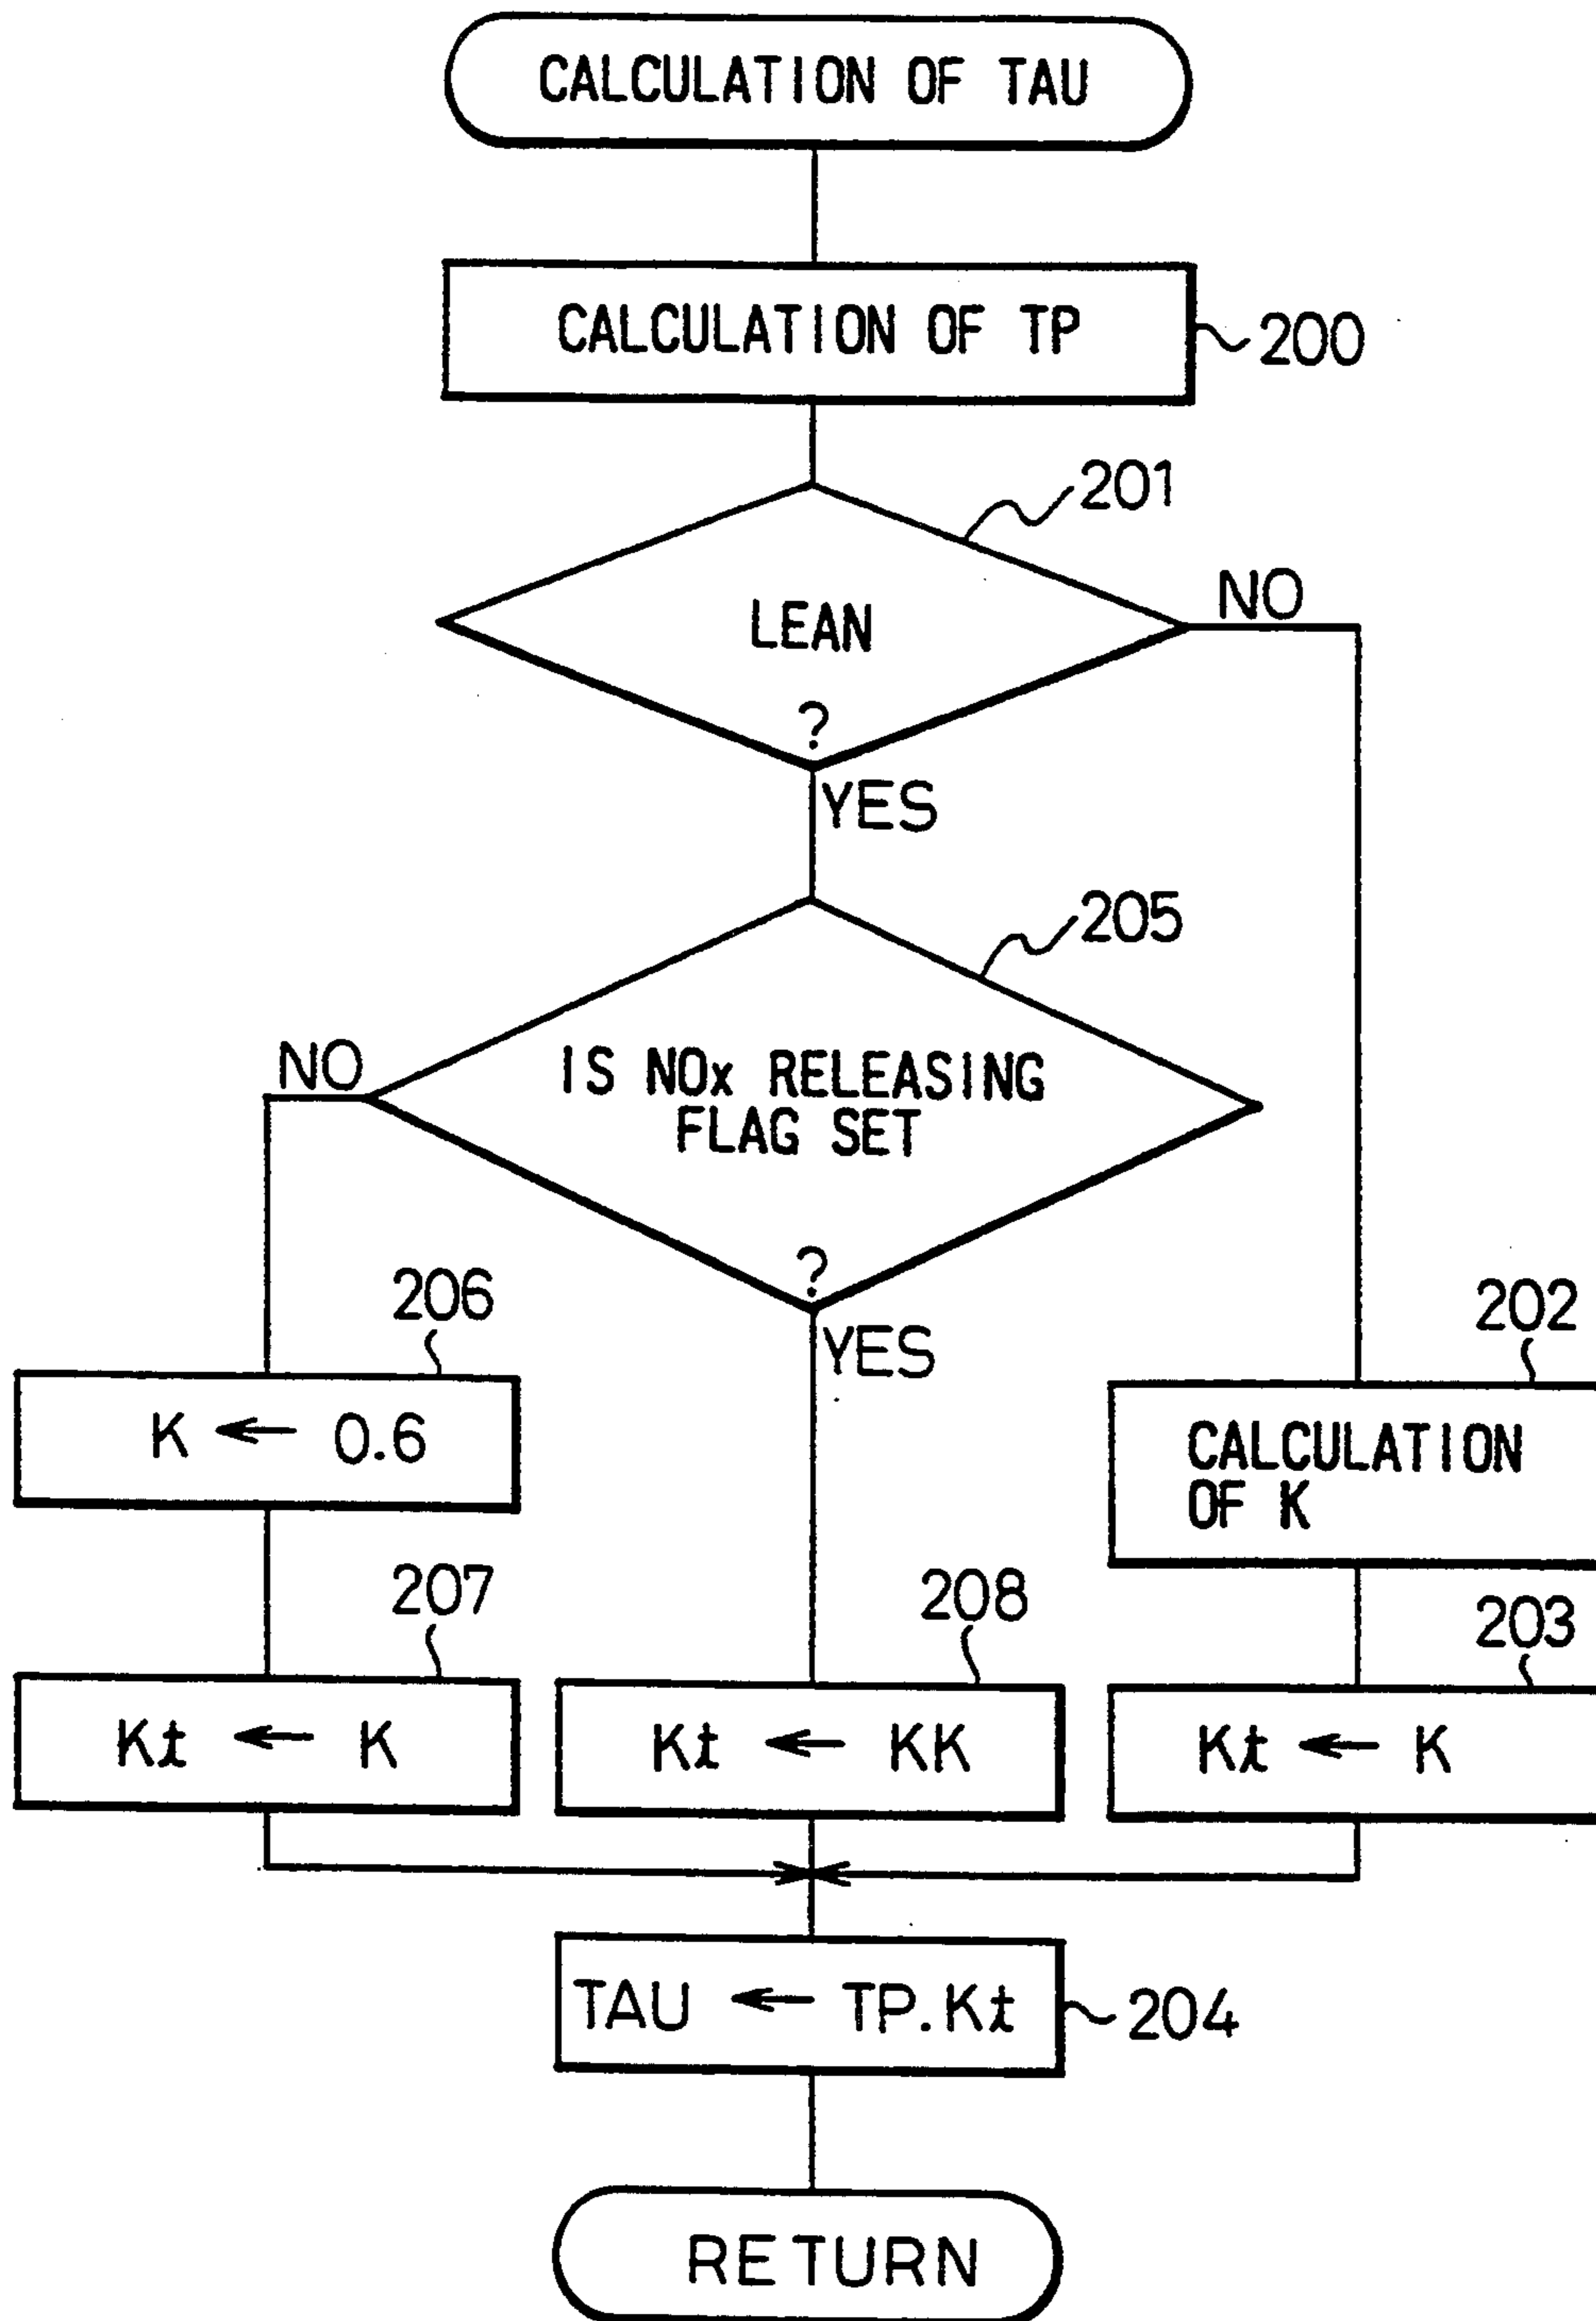 CALCULATION OF TAU
CALCULATION OF TP
200
201
LEAN
?
NO
YES
205
IS NOx RELEASING
FLAG SET
?
NO
YES
206
K ← 0.6
202
CALCULATION
OF K
207
Kt ← K
208
Kt ← KK
203
Kt ← K
TAU ← TP.Kt
204
RETURN